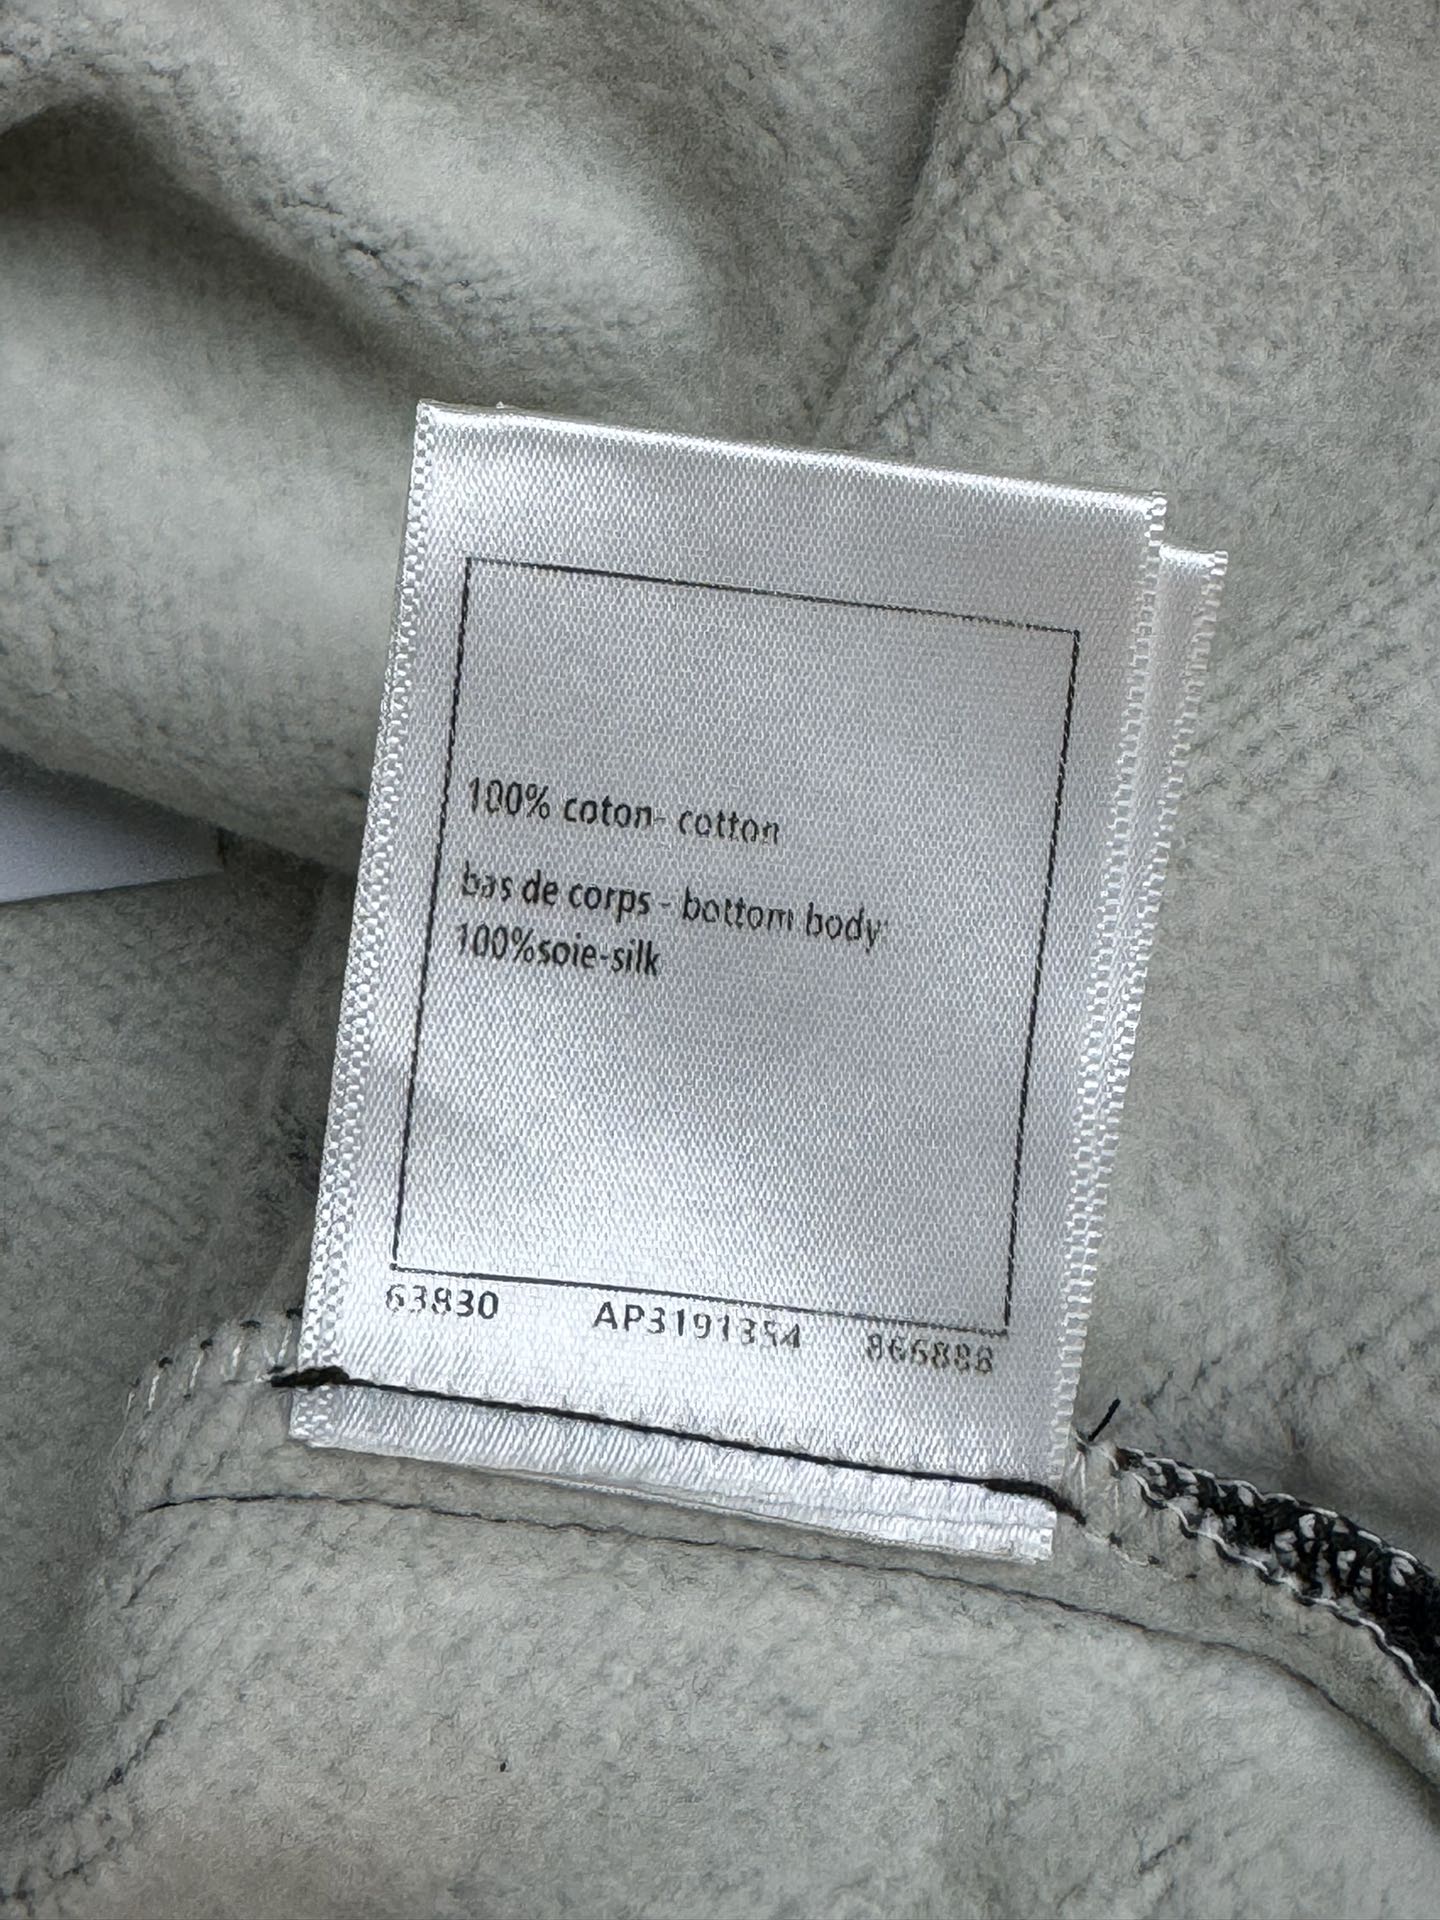 100% coton- cotton
bas de corps - bottom body:
100%soie-silk
63830 AP3191354 866888